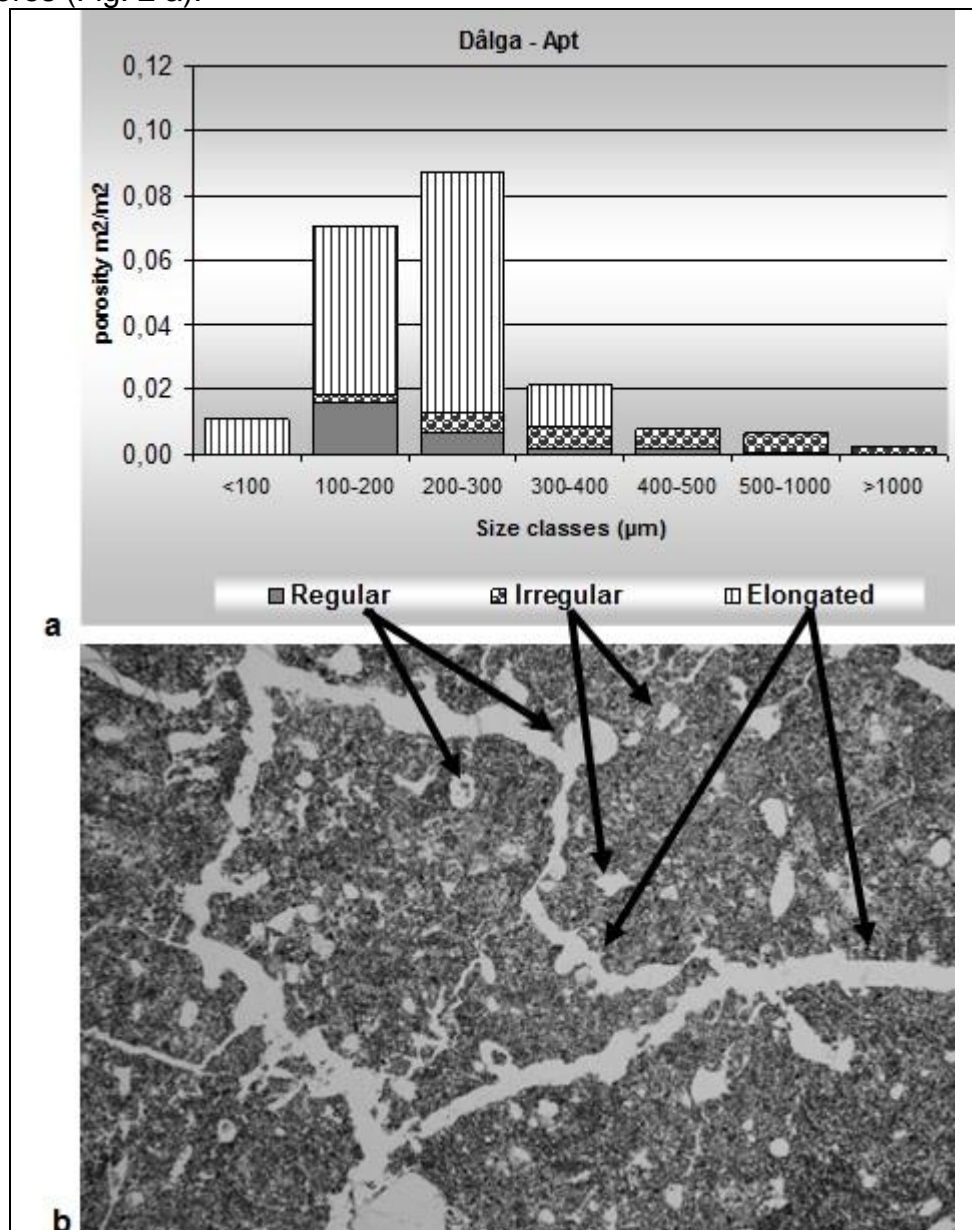 Dâlga - Apt
0,12
0,10
0,08
0,06
0,04
0,02
0,00
porosity m2/m2
<100 100-200 200-300 300-400 400-500 500-1000 >1000
Size classes (µm)
Regular Irregular Elongated
a
b